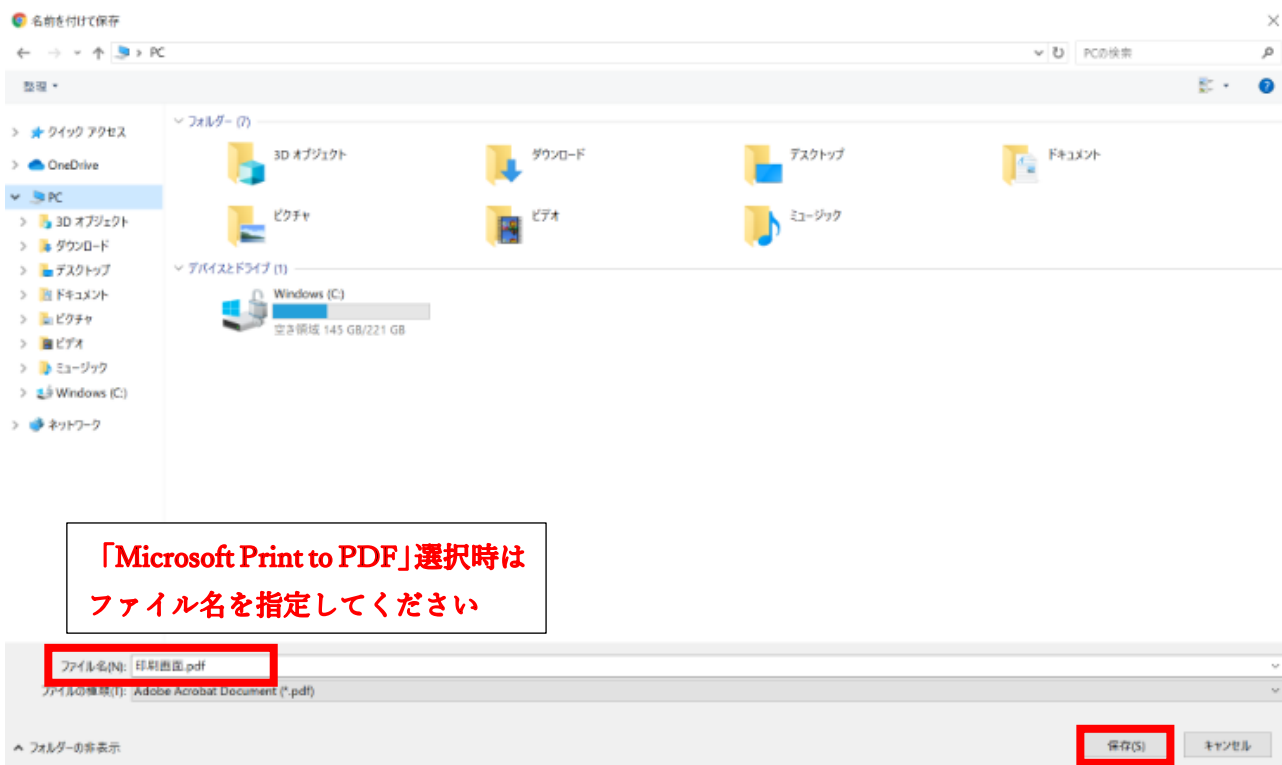 名前を付けて保存
PC
PCの検索
整理
クイック アクセス
OneDrive
PC
3D オブジェクト
ダウンロード
デスクトップ
ドキュメント
ピクチャ
ビデオ
ミュージック
Windows (C:)
ネットワーク
フォルダー (7)
3D オブジェクト
ダウンロード
デスクトップ
ドキュメント
ピクチャ
ビデオ
ミュージック
デバイスとドライブ (1)
Windows (C:)
空き領域 145 GB/221 GB
「Microsoft Print to PDF」選択時は
ファイル名を指定してください
ファイル名(N): 印刷画面.pdf
ファイルの種類(T): Adobe Acrobat Document (*.pdf)
フォルダーの非表示
保存(S)
キャンセル